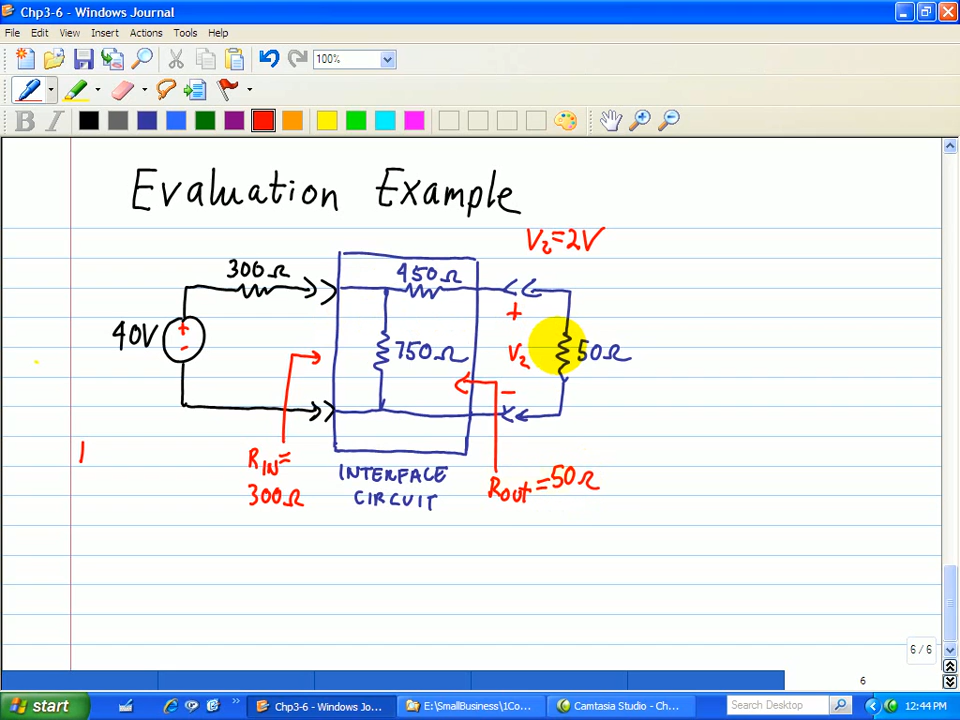 Chp3-6 - Windows Journal
File Edit View Insert Actions Tools Help
100%
B I
Evaluation Example
V2=2V
300Ω
450Ω
40V
+
-
750Ω
+
V2
-
50Ω
1
RIN=
300Ω
INTERFACE
CIRCUIT
ROUT=50Ω
6 / 6
6
start
»
Chp3-6 - Windows Jo...
E:\SmallBusiness\1Co...
Camtasia Studio - Ch...
Search Desktop
12:44 PM